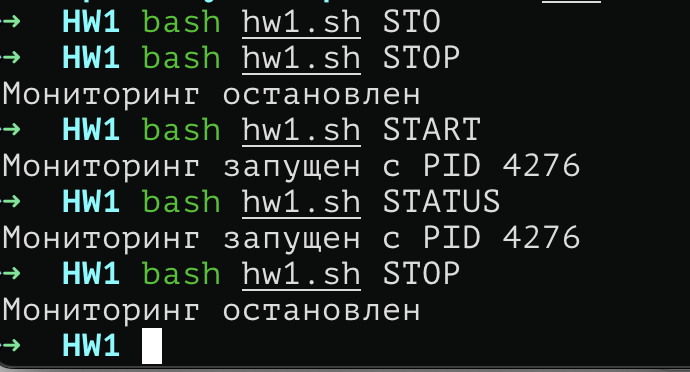 → HW1 bash hw1.sh STO
→ HW1 bash hw1.sh STOP
Мониторинг остановлен
→ HW1 bash hw1.sh START
Мониторинг запущен с PID 4276
→ HW1 bash hw1.sh STATUS
Мониторинг запущен с PID 4276
→ HW1 bash hw1.sh STOP
Мониторинг остановлен
→ HW1